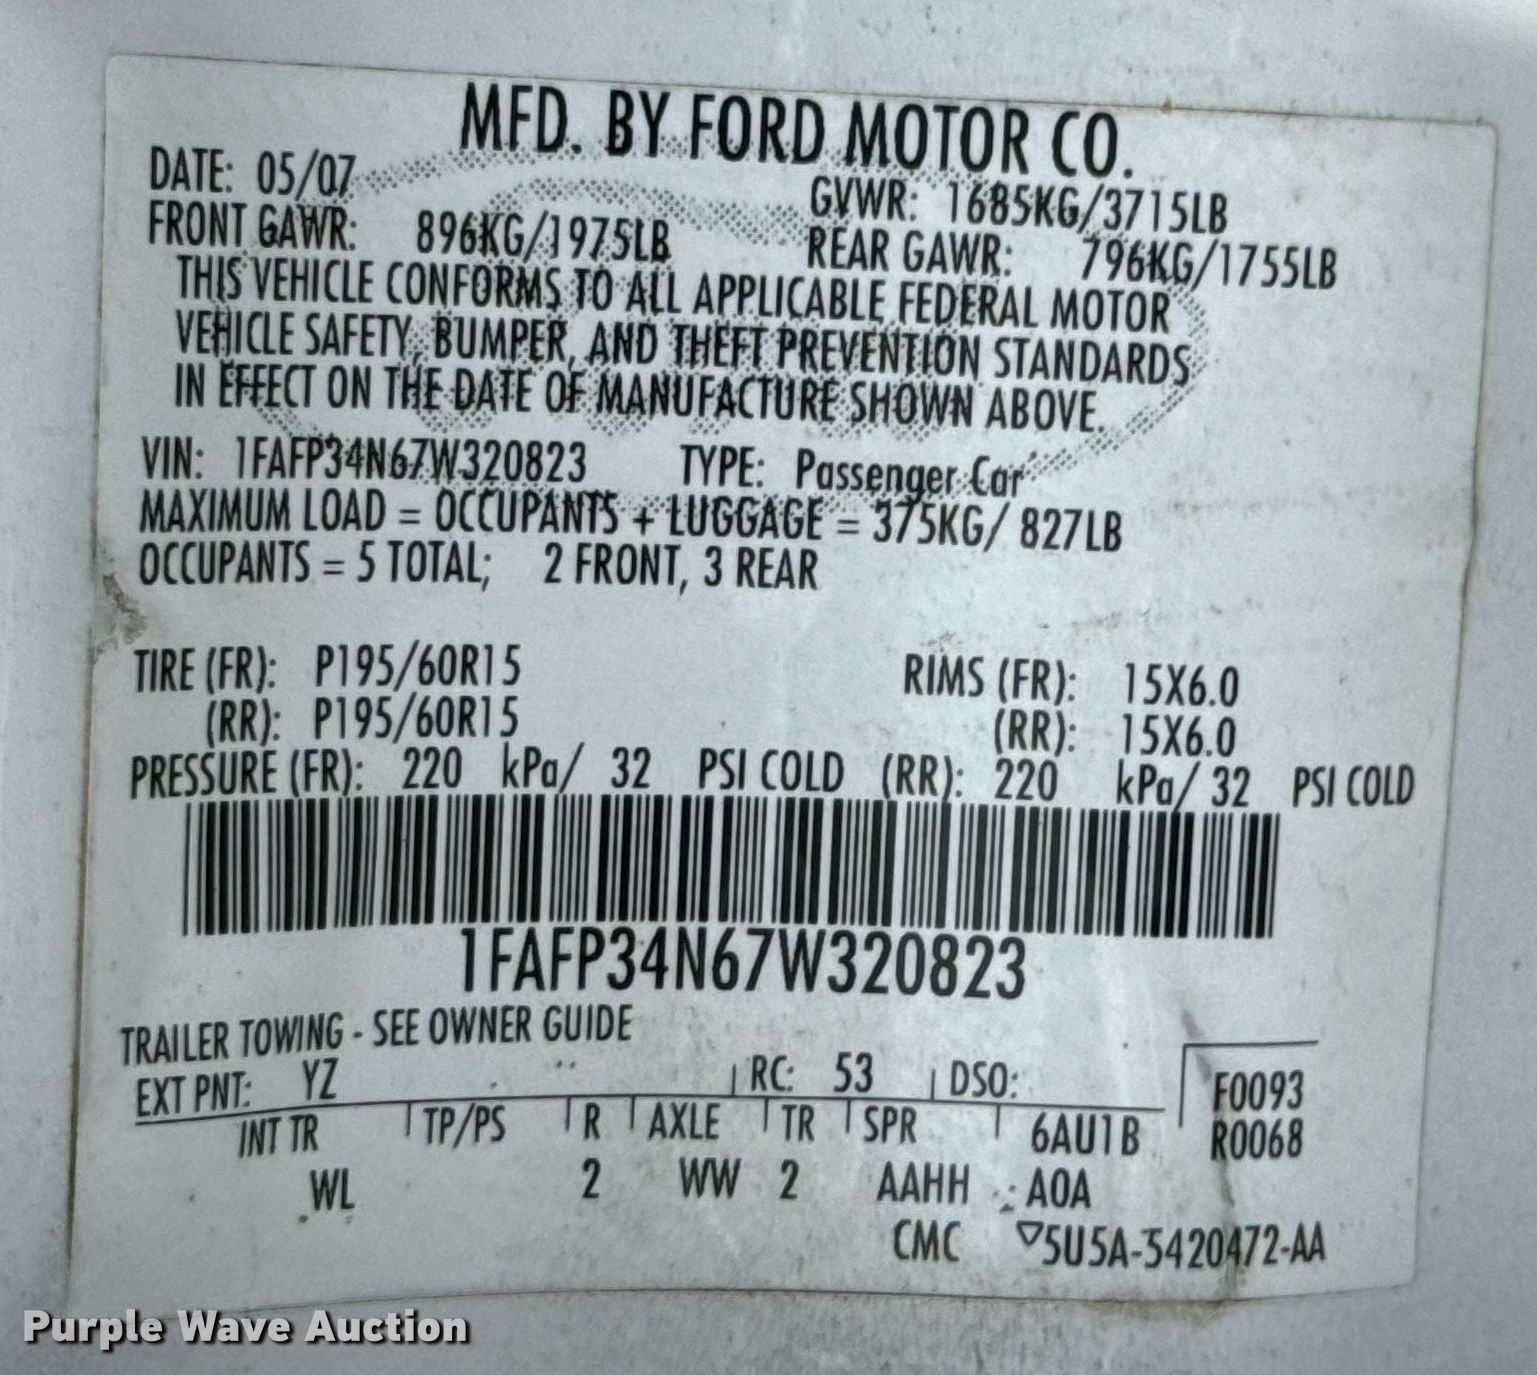 MFD. BY FORD MOTOR CO.
DATE: 05/07 GVWR: 1685KG/3715LB
FRONT GAWR: 896KG/1975LB REAR GAWR: 796KG/1755LB
THIS VEHICLE CONFORMS TO ALL APPLICABLE FEDERAL MOTOR
VEHICLE SAFETY, BUMPER, AND THEFT PREVENTION STANDARDS
IN EFFECT ON THE DATE OF MANUFACTURE SHOWN ABOVE.
VIN: 1FAFP34N67W320823 TYPE: Passenger Car
MAXIMUM LOAD = OCCUPANTS + LUGGAGE = 375KG/ 827LB
OCCUPANTS = 5 TOTAL; 2 FRONT, 3 REAR
TIRE (FR): P195/60R15 RIMS (FR): 15X6.0
(RR): P195/60R15 (RR): 15X6.0
PRESSURE (FR): 220 kPa/ 32 PSI COLD (RR): 220 kPa/ 32 PSI COLD
1FAFP34N67W320823
TRAILER TOWING - SEE OWNER GUIDE
EXT PNT: YZ RC: 53 DSO: F0093
INT TR TP/PS R AXLE TR SPR 6AU1B R0068
WL 2 WW 2 AAHH A0A
CMC ▽5U5A-5420472-AA
Purple Wave Auction